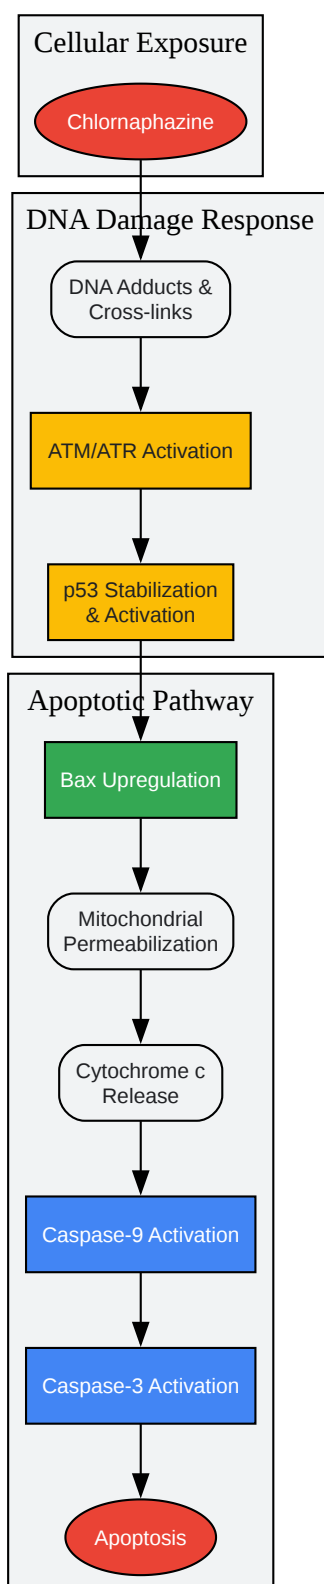 Cellular Exposure
Chlornaphazine
DNA Damage Response
DNA Adducts &
Cross-links
ATM/ATR Activation
p53 Stabilization
& Activation
Apoptotic Pathway
Bax Upregulation
Mitochondrial
Permeabilization
Cytochrome c
Release
Caspase-9 Activation
Caspase-3 Activation
Apoptosis